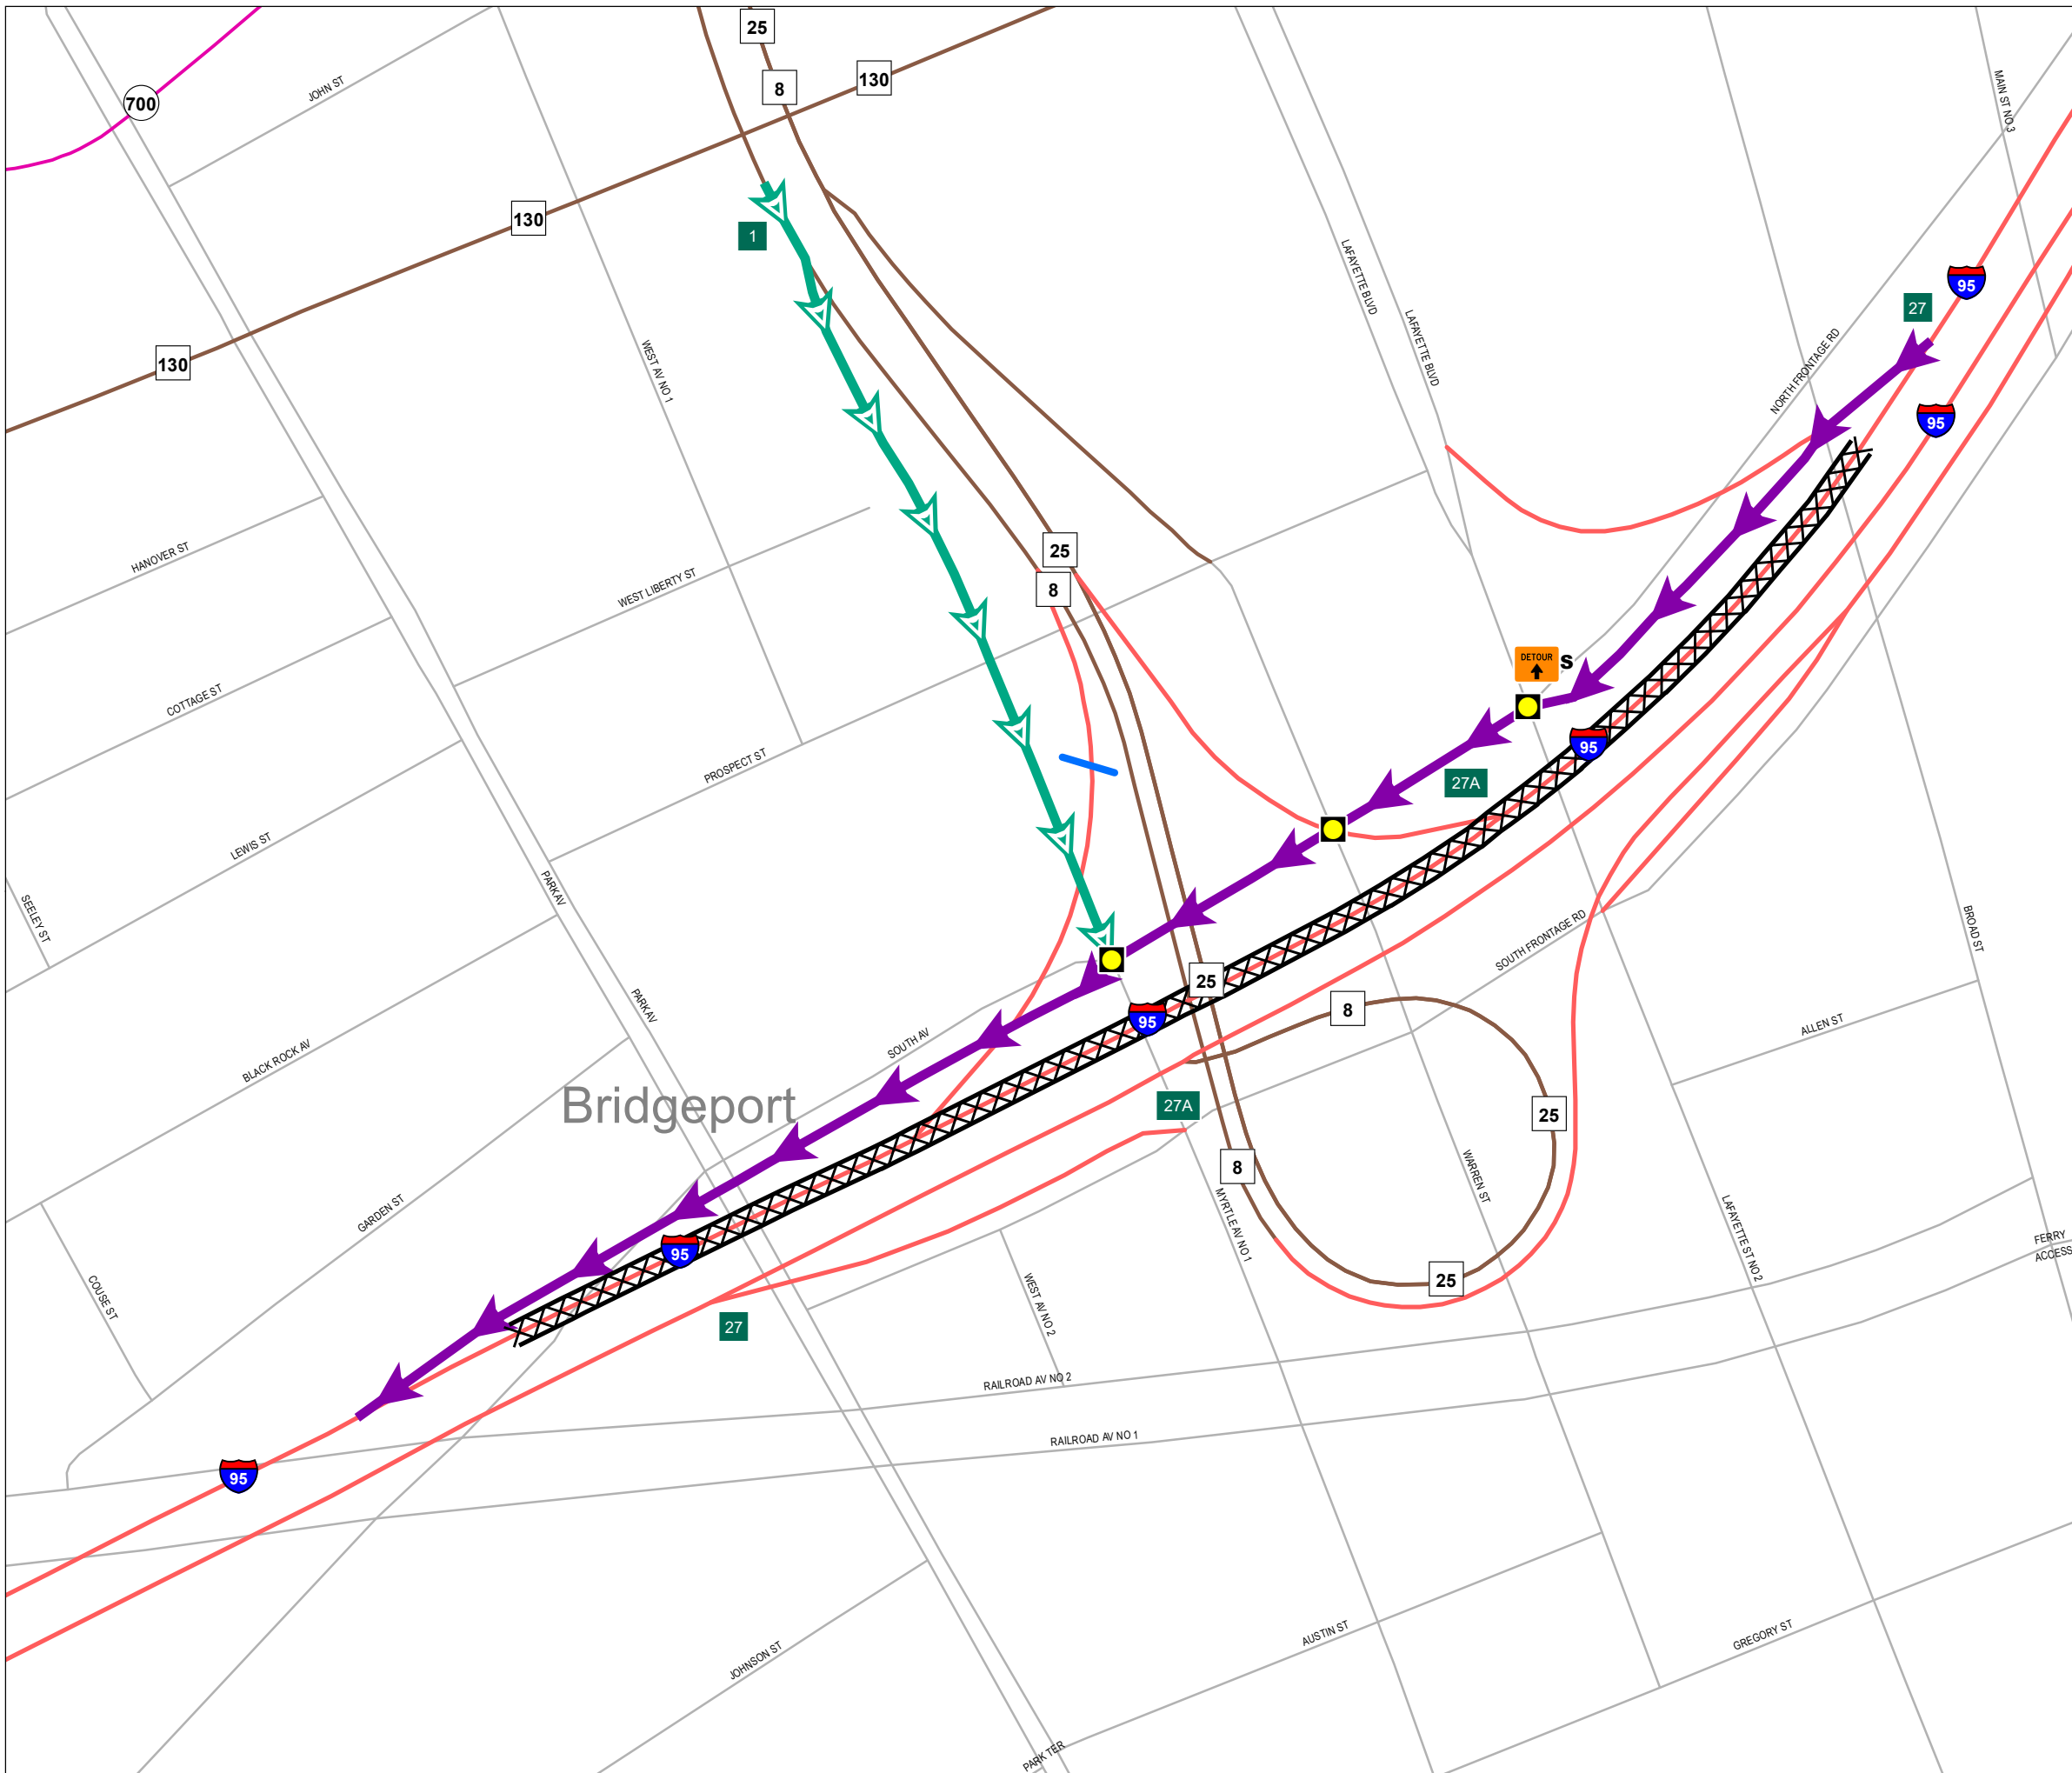 25
8
130
700
JOHN ST
MAIN ST NO 3
130
1
LAFAYETTE BLVD
95
27
LAFAYETTE BLVD
130
WEST AV NO 1
NORTH FRONTAGE RD
95
HANOVER ST
25
WEST LIBERTY ST
8
DETOUR
S
COTTAGE ST
95
PROSPECT ST
27A
LEWIS ST
PARK AV
SEELEY ST
BROAD ST
SOUTH FRONTAGE RD
25
PARK AV
8
95
SOUTH AV
ALLEN ST
BLACK ROCK AV
Bridgeport
27A
25
8
WARREN ST
GARDEN ST
MYRTLE AV NO 1
LAFAYETTE ST NO 2
FERRY
ACCESS
95
25
COUSE ST
WEST AV NO 2
27
RAILROAD AV NO 2
RAILROAD AV NO 1
95
AUSTIN ST
GREGORY ST
JOHNSON ST
PARK TER